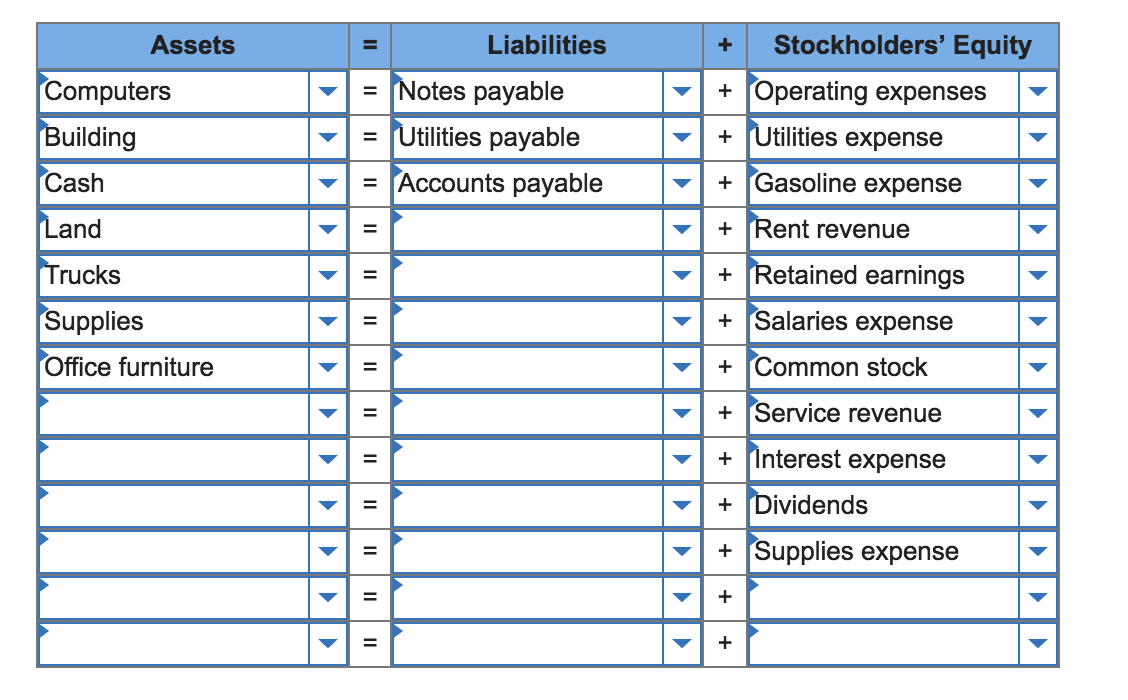 Assets = Liabilities + Stockholders’ Equity
Computers = Notes payable + Operating expenses
Building = Utilities payable + Utilities expense
Cash = Accounts payable + Gasoline expense
Land = + Rent revenue
Trucks = + Retained earnings
Supplies = + Salaries expense
Office furniture = + Common stock
= + Service revenue
= + Interest expense
= + Dividends
= + Supplies expense
= +
= +